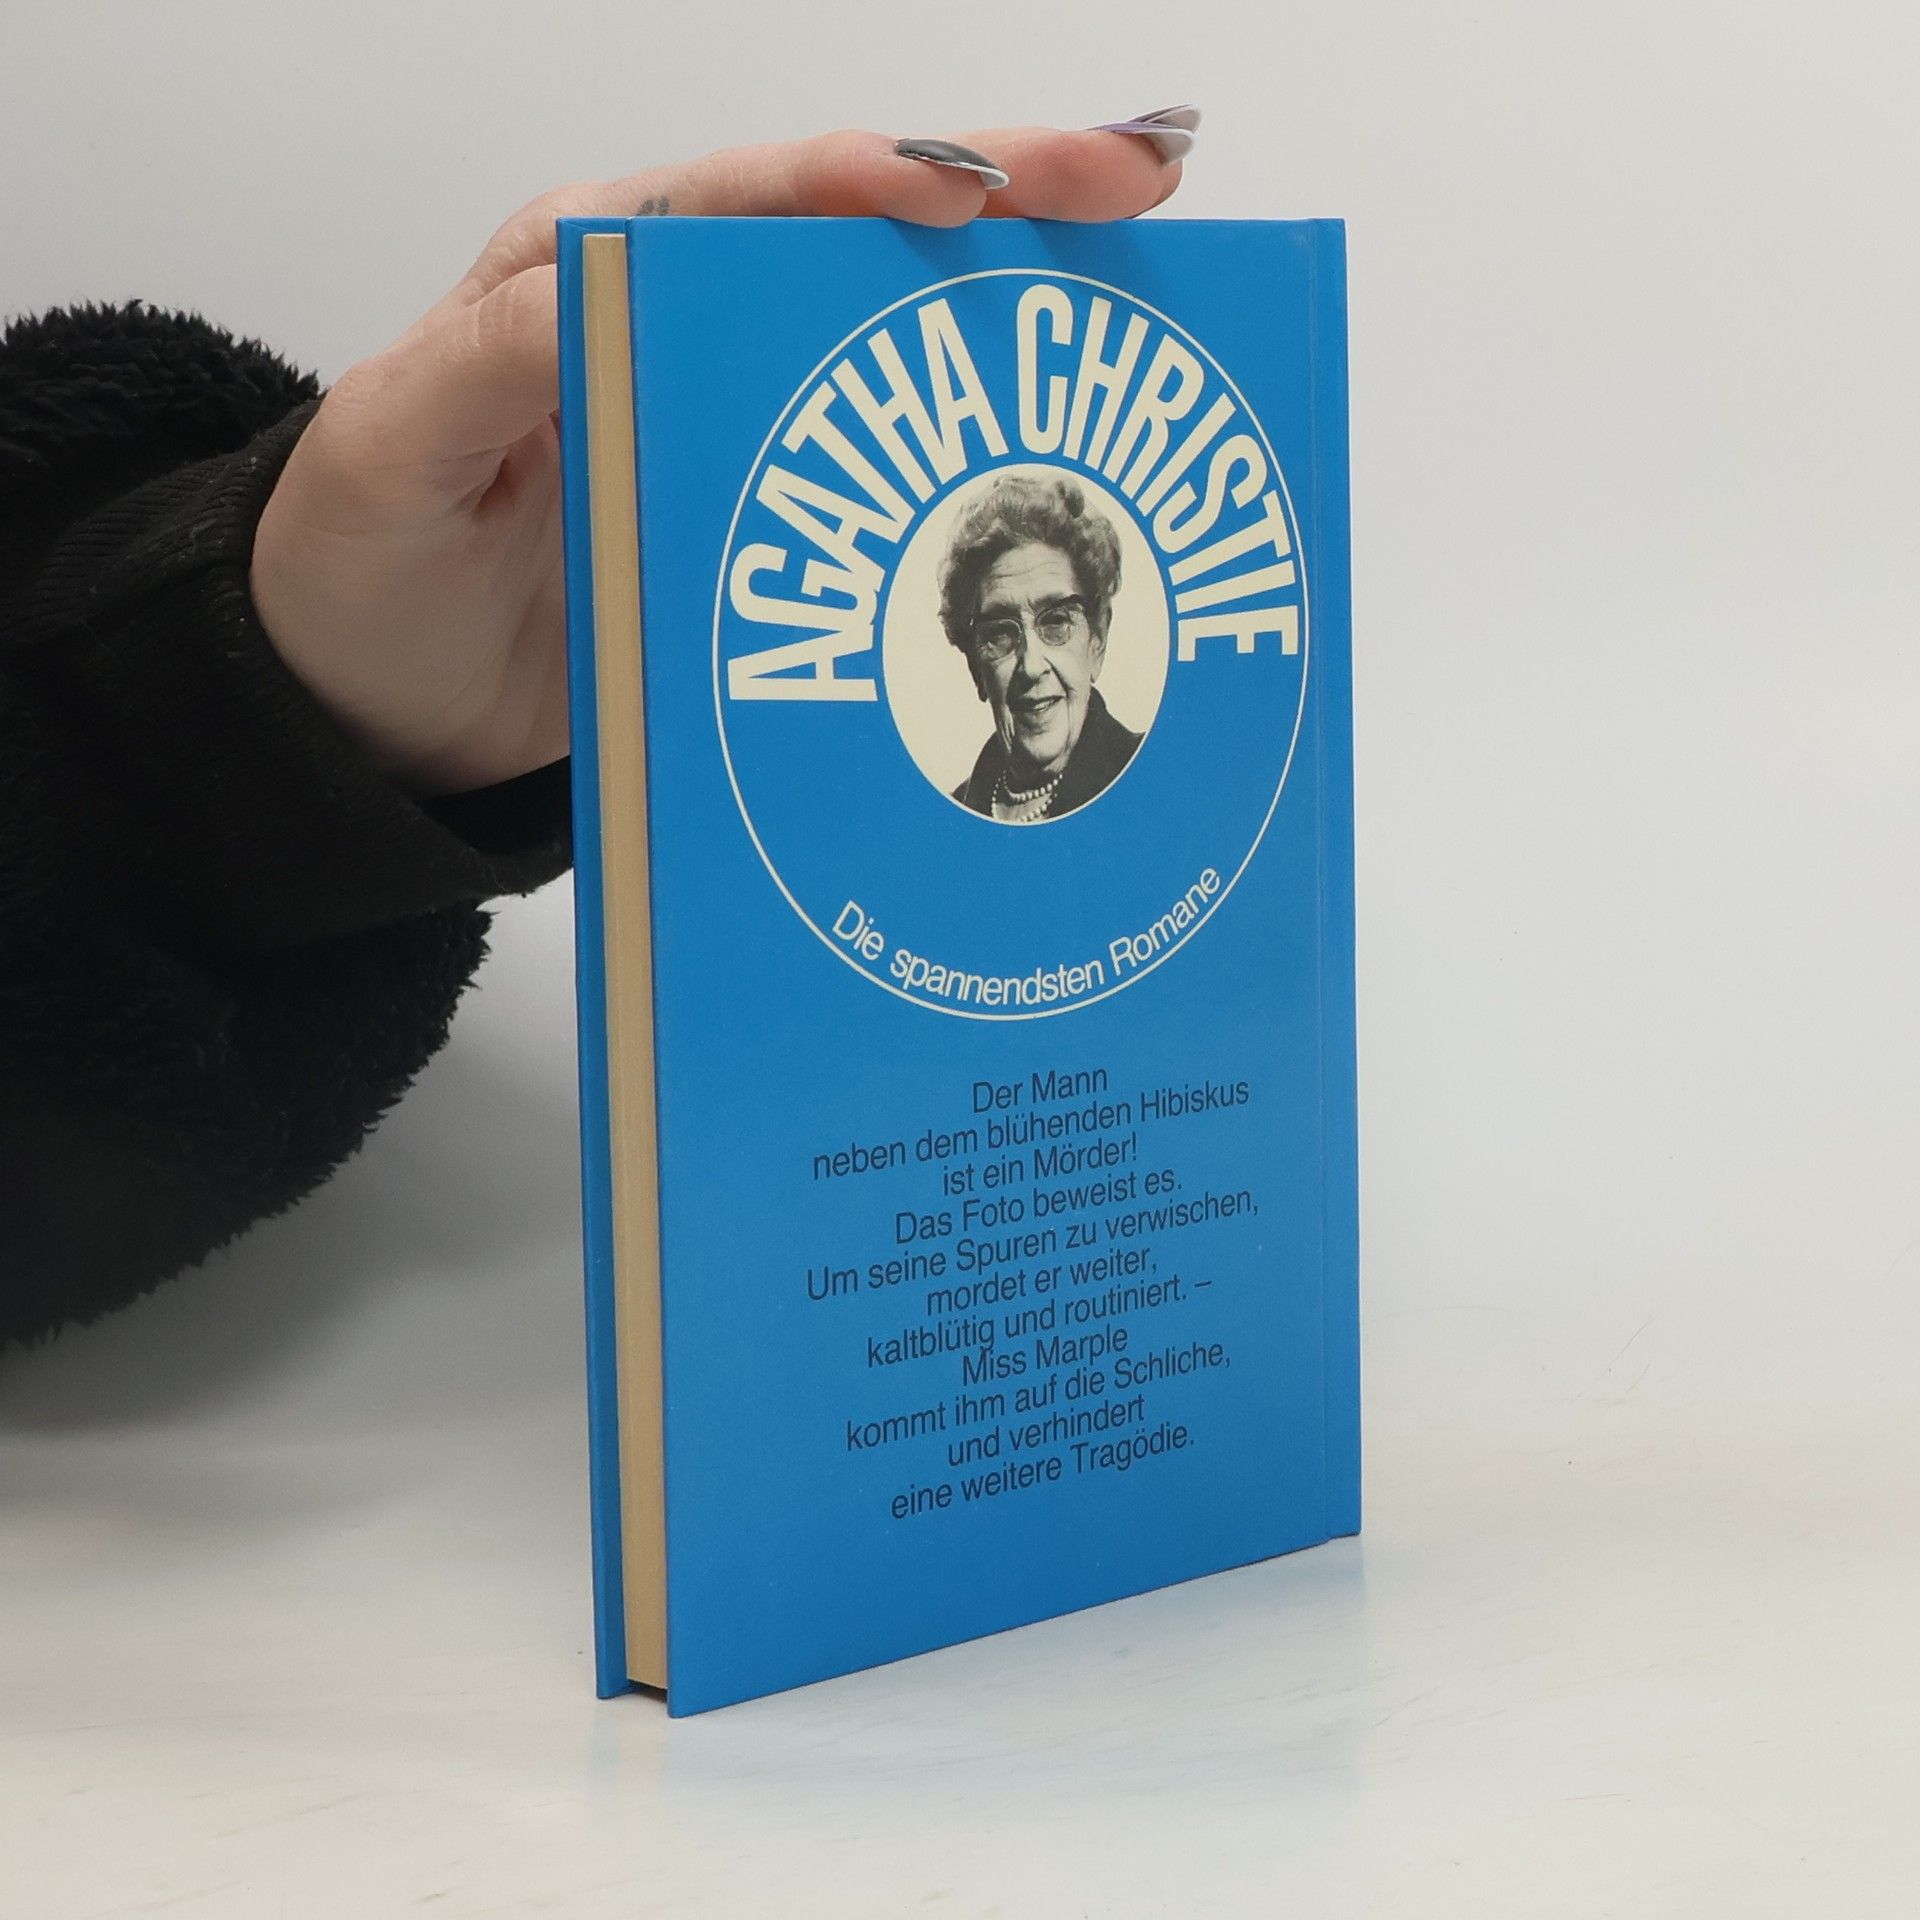 AGATHA CHRISTIE
Die spannendsten Romane
Der Mann
neben dem blühenden Hibiskus
ist ein Mörder!
Das Foto beweist es.
Um seine Spuren zu verwischen,
mordet er weiter,
kaltblütig und routiniert. –
Miss Marple
kommt ihm auf die Schliche,
und verhindert
eine weitere Tragödie.